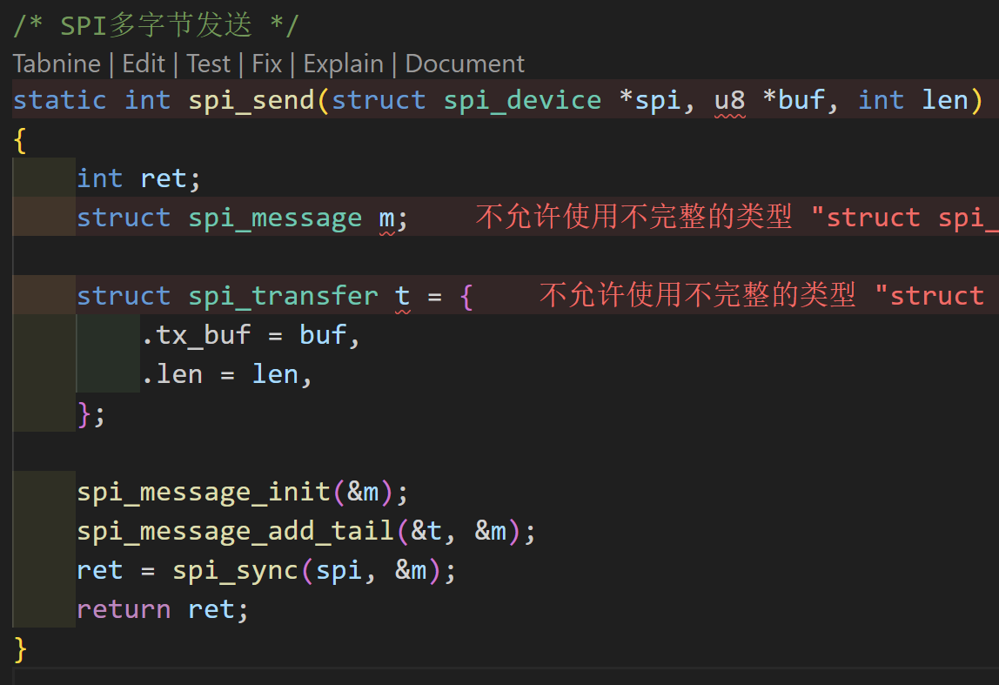 /* SPI多字节发送 */
Tabnine | Edit | Test | Fix | Explain | Document
static int spi_send(struct spi_device *spi, u8 *buf, int len)
{
    int ret;
    struct spi_message m;    不允许使用不完整的类型 "struct spi_
    struct spi_transfer t = {    不允许使用不完整的类型 "struct
        .tx_buf = buf,
        .len = len,
    };
    spi_message_init(&m);
    spi_message_add_tail(&t, &m);
    ret = spi_sync(spi, &m);
    return ret;
}